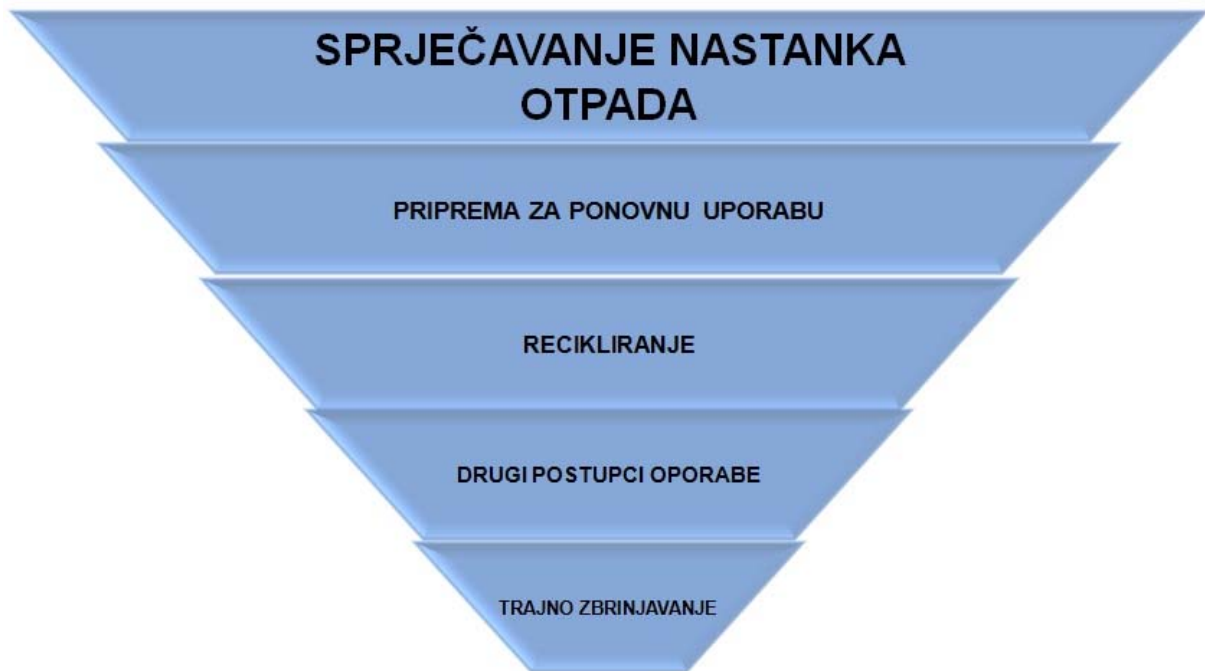 SPRJEČAVANJE NASTANKA
OTPADA
PRIPREMA ZA PONOVNU UPORABU
RECIKLIRANJE
DRUGI POSTUPCI OPORABE
TRAJNO ZBRINJAVANJE